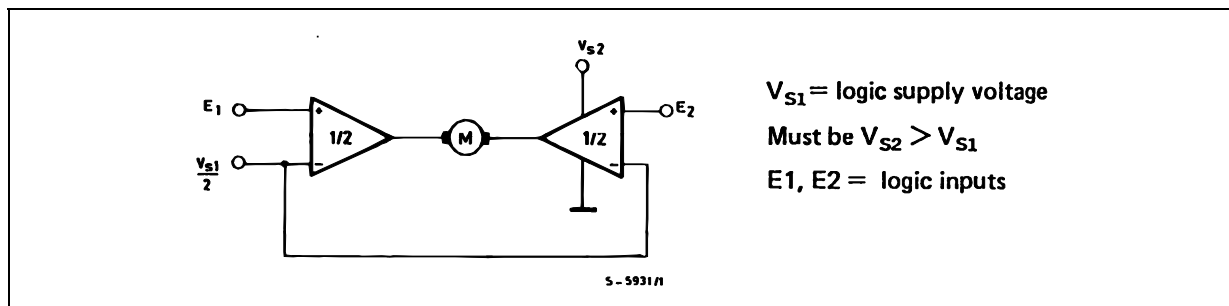 Vs2
E1
+
1/2
-
Vs1
2
M
+
1/2
-
E2
S-5931/1
VS1 = logic supply voltage
Must be VS2 > VS1
E1, E2 = logic inputs